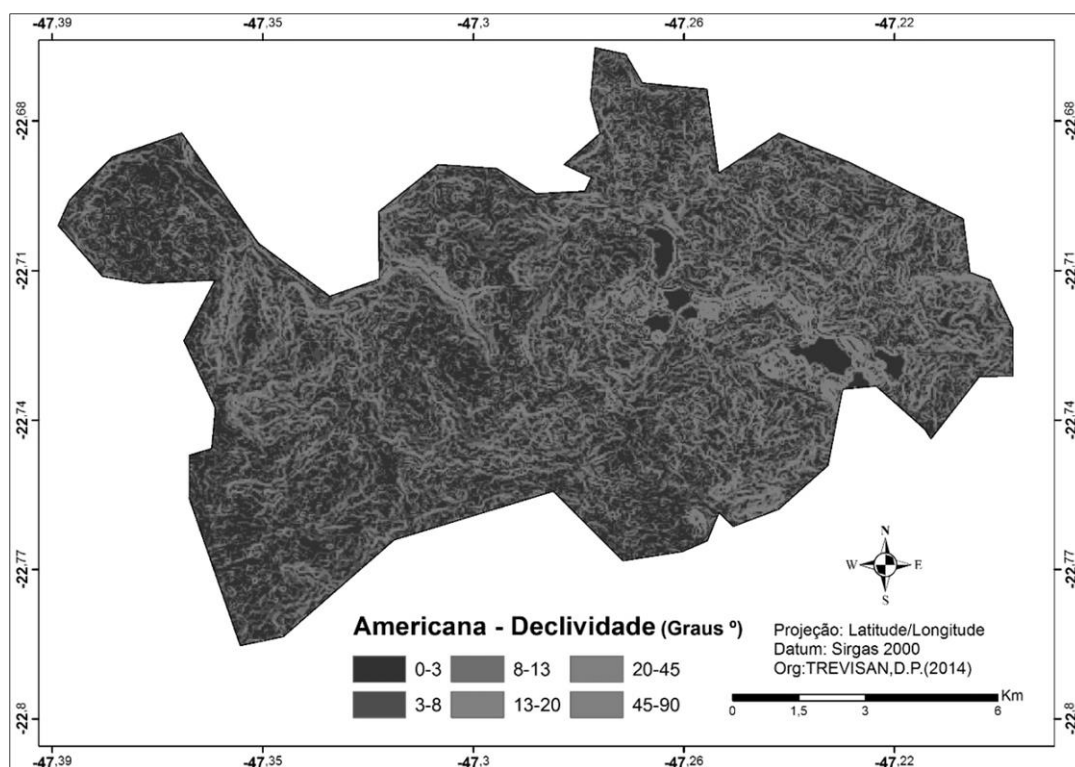 -47,39 -47,35 -47,3 -47,26 -47,22
-22,68 -22,68
-22,71 -22,71
-22,74 -22,74
-22,77 -22,77
N
W E
S
Americana - Declividade (Graus º)
Projeção: Latitude/Longitude
Datum: Sirgas 2000
Org:TREVISAN,D.P.(2014)
0-3 8-13 20-45
3-8 13-20 45-90
Km
0 1,5 3 6
-22,8 -22,8
-47,39 -47,35 -47,3 -47,26 -47,22